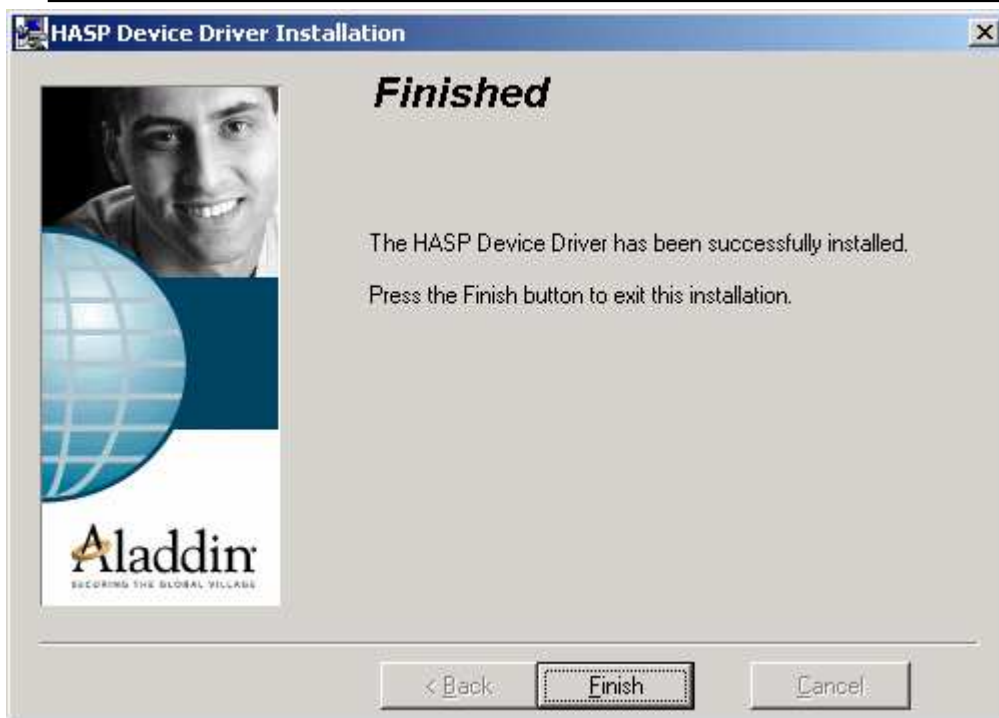 HASP Device Driver Installation
Finished
The HASP Device Driver has been successfully installed.
Press the Finish button to exit this installation.
Aladdin
SECURING THE GLOBAL VILLAGE
< Back
Finish
Cancel